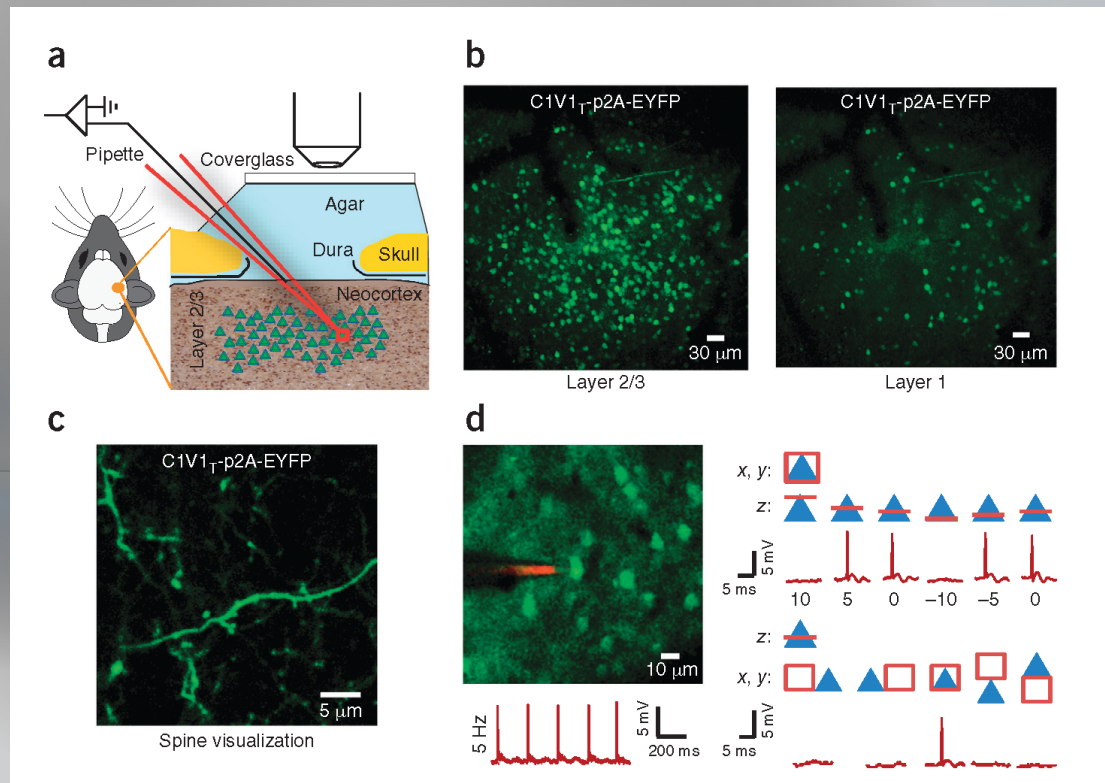 a
Pipette
Coverglass
Agar
Dura
Skull
Neocortex
Layer 2/3
b
C1V1T-p2A-EYFP
30 µm
Layer 2/3
C1V1T-p2A-EYFP
30 µm
Layer 1
c
C1V1T-p2A-EYFP
5 µm
Spine visualization
d
10 µm
5 Hz
5 mV
200 ms
x, y:
z:
5 mV
5 ms
10 5 0 –10 –5 0
z:
x, y:
5 mV
5 ms